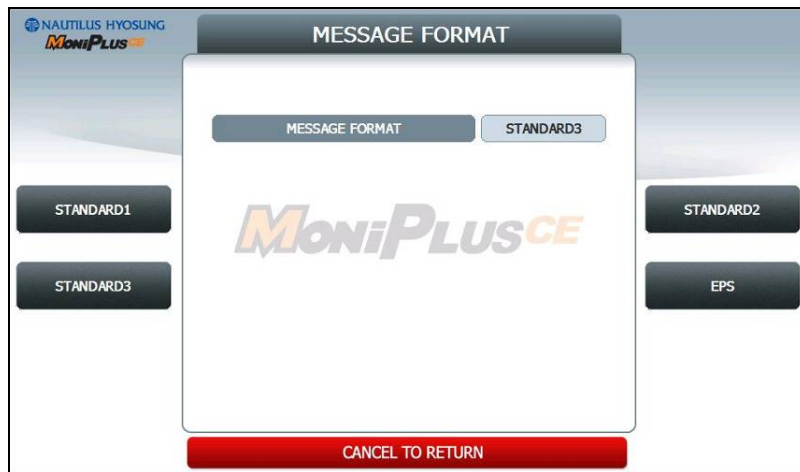 NAUTILUS HYOSUNG
MoniPlusCE
MESSAGE FORMAT
MESSAGE FORMAT STANDARD3
STANDARD1
STANDARD2
MoniPlusCE
STANDARD3
EPS
CANCEL TO RETURN